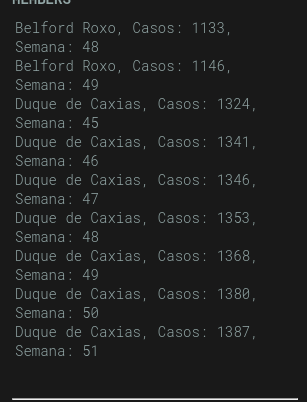 MEMBERS
Belford Roxo, Casos: 1133,
Semana: 48
Belford Roxo, Casos: 1146,
Semana: 49
Duque de Caxias, Casos: 1324,
Semana: 45
Duque de Caxias, Casos: 1341,
Semana: 46
Duque de Caxias, Casos: 1346,
Semana: 47
Duque de Caxias, Casos: 1353,
Semana: 48
Duque de Caxias, Casos: 1368,
Semana: 49
Duque de Caxias, Casos: 1380,
Semana: 50
Duque de Caxias, Casos: 1387,
Semana: 51